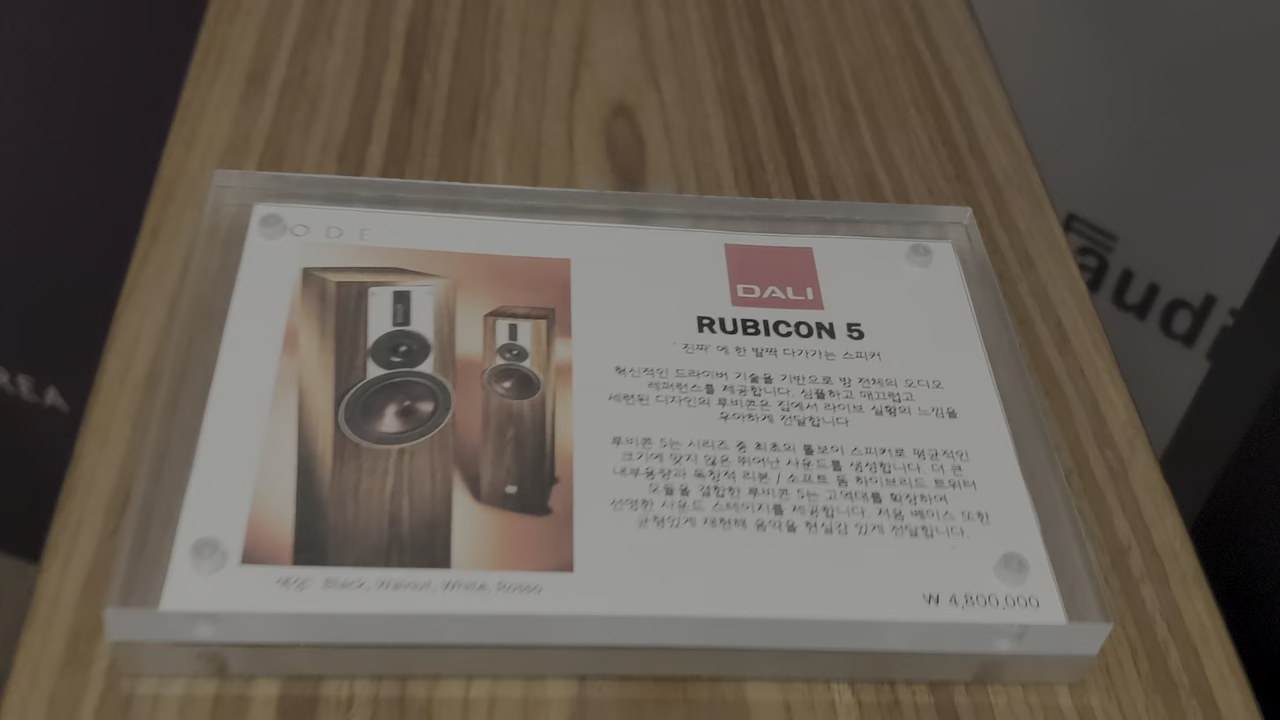 ODE
DALI
RUBICON 5
'진짜' 에 한 발짝 다가가는 스피커
혁신적인 드라이버 기술을 기반으로 방 전체의 오디오
레퍼런스를 제공합니다. 심플하고 매끄럽고
세련된 디자인의 루비콘은 집에서 라이브 실황의 느낌을
우아하게 전달합니다
루비콘 5는 시리즈 중 최초의 톨보이 스피커로 평균적인
크기에 맞지 않은 뛰어난 사운드를 생성합니다. 더 큰
내부용량과 독창적 리본 / 소프트 돔 하이브리드 트위터
모듈을 결합한 루비콘 5는 고역대를 확장하여
선명한 사운드 스테이지를 제공합니다. 저음 베이스 또한
균형있게 재현해 음악을 현실감 있게 전달합니다.
색상: Black, Walnut, White, Rosso
₩ 4,800,000
REA
audi